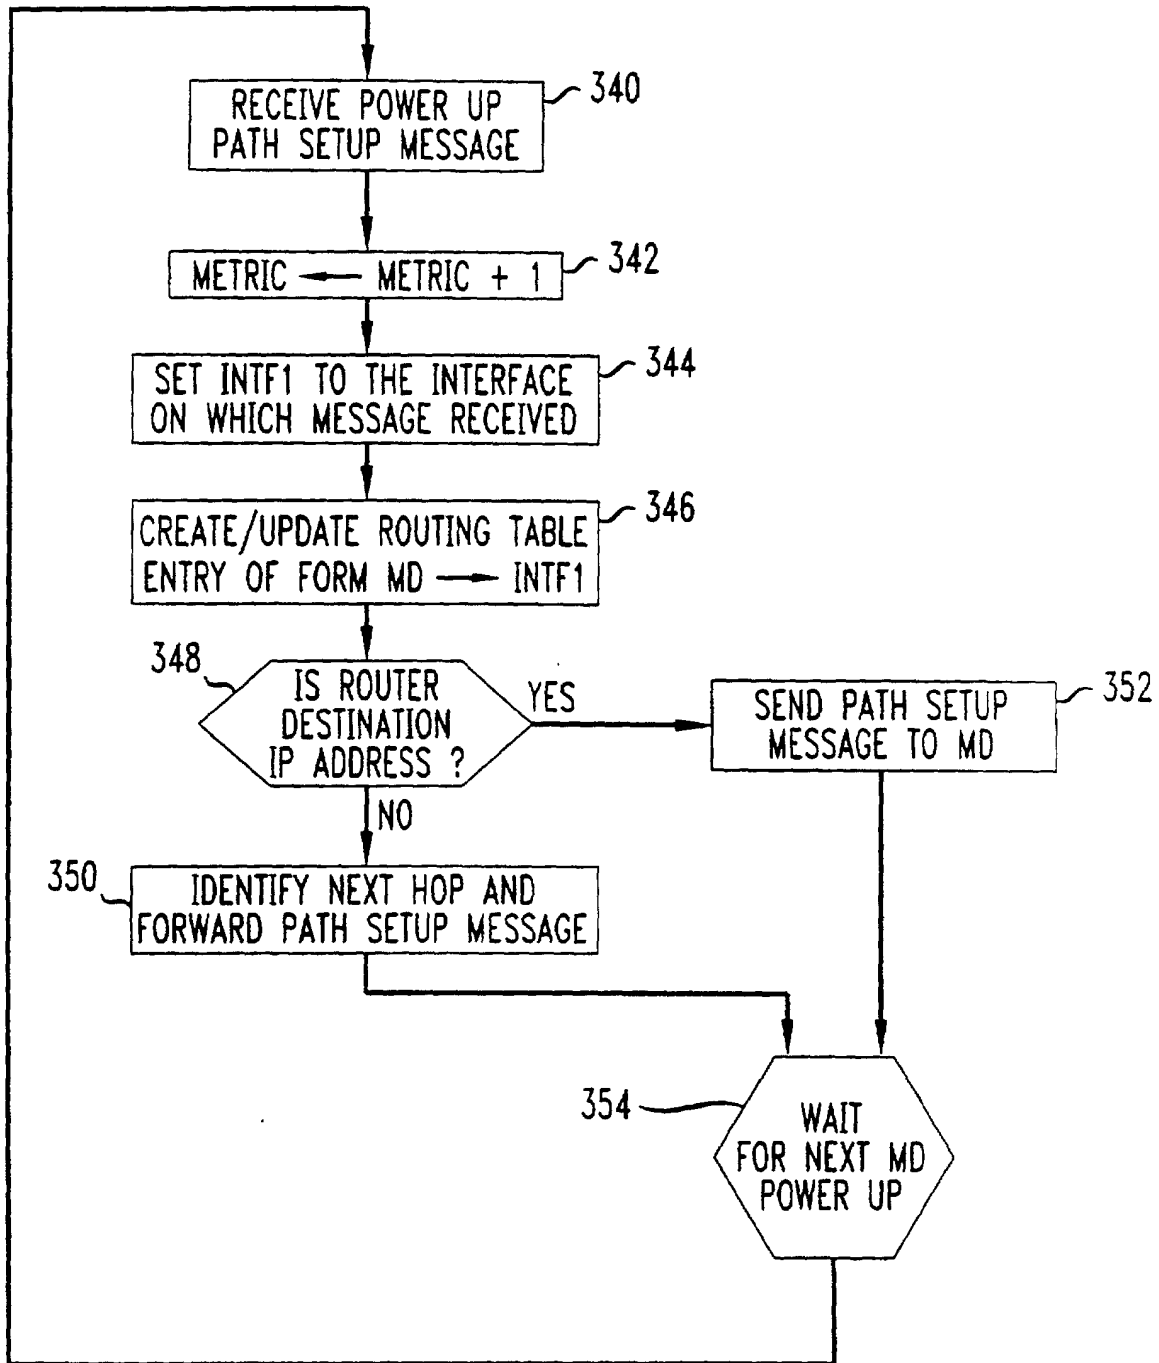 RECEIVE POWER UP
PATH SETUP MESSAGE
340
METRIC ← METRIC + 1
342
SET INTF1 TO THE INTERFACE
ON WHICH MESSAGE RECEIVED
344
CREATE/UPDATE ROUTING TABLE
ENTRY OF FORM MD → INTF1
346
348
IS ROUTER
DESTINATION
IP ADDRESS ?
YES
NO
SEND PATH SETUP
MESSAGE TO MD
352
350
IDENTIFY NEXT HOP AND
FORWARD PATH SETUP MESSAGE
354
WAIT
FOR NEXT MD
POWER UP